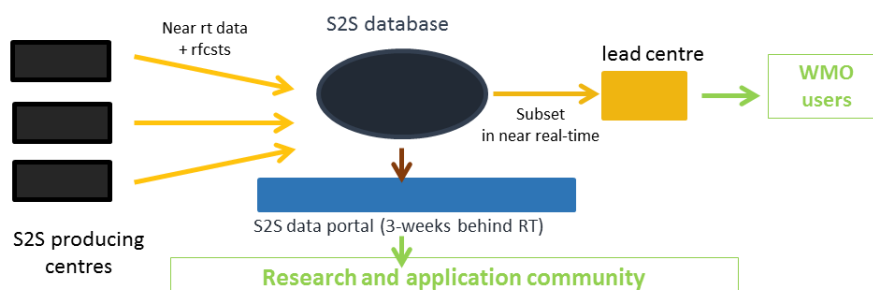 Near rt data
+ rfcsts
S2S database
lead centre
WMO
users
Subset
in near real-time
S2S data portal (3-weeks behind RT)
S2S producing
centres
Research and application community